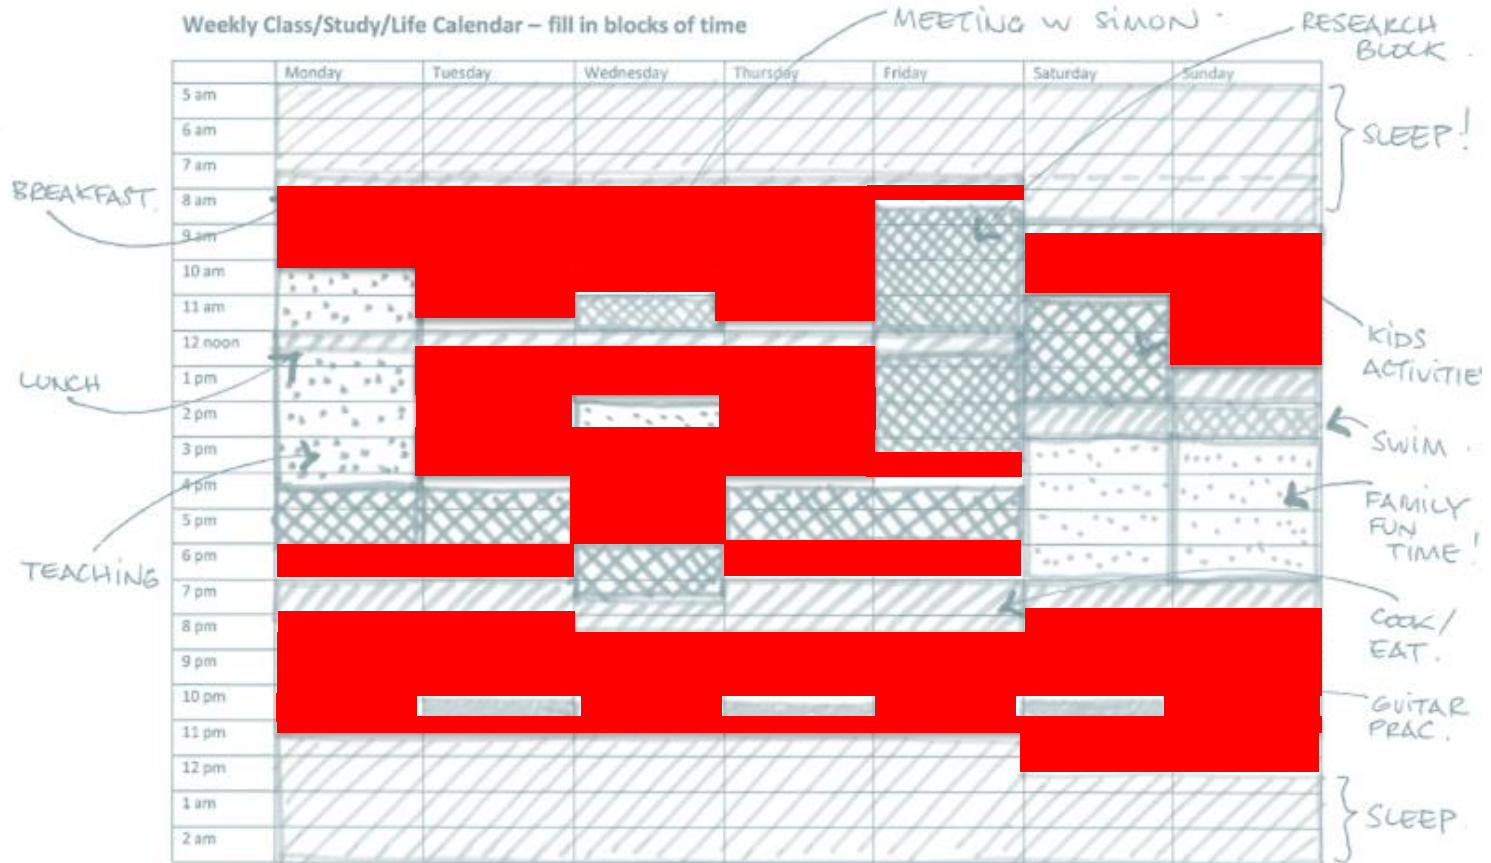 Weekly Class/Study/Life Calendar – fill in blocks of time
MEETING W SIMON.
RESEARCH
BLOCK.
Monday Tuesday Wednesday Thursday Friday Saturday Sunday
5 am
6 am
SLEEP!
7 am
BREAKFAST.
8 am
9 am
10 am
11 am
12 noon
KIDS
ACTIVITIE
LUNCH
1 pm
2 pm
SWIM.
3 pm
4 pm
FAMILY
FUN
TIME!
5 pm
6 pm
TEACHING
7 pm
COOK/
EAT.
8 pm
9 pm
10 pm
GUITAR
PRAC.
11 pm
12 pm
1 am
SLEEP.
2 am